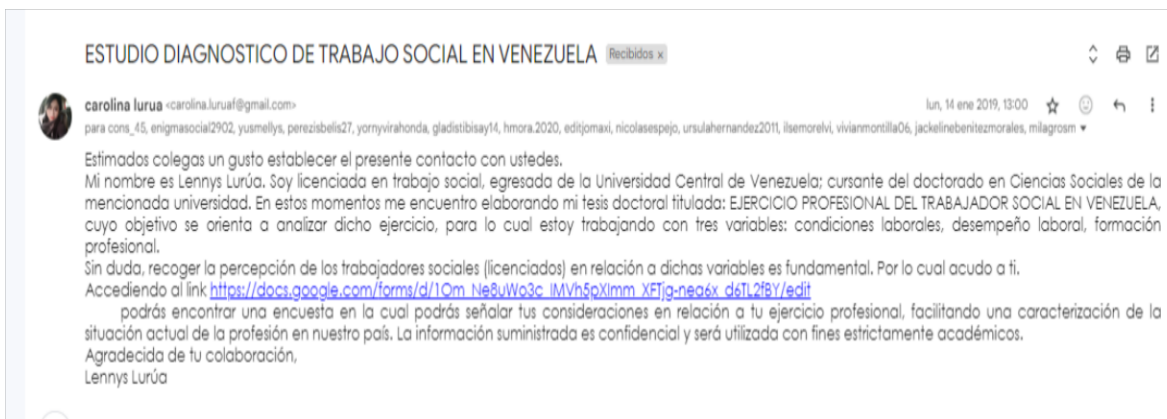 ESTUDIO DIAGNOSTICO DE TRABAJO SOCIAL EN VENEZUELA Recibidos x
carolina lurua <carolina.luruaf@gmail.com> lun, 14 ene 2019, 13:00
para cons_45, enigmasocial2902, yusmellys, perezisbelis27, yornyvirahonda, gladistibisay14, hmora.2020, editjomaxi, nicolasespejo, ursulahernandez2011, ilsemorelvi, vivianmontilla06, jackelinebenitezmorales, milagrosm
Estimados colegas un gusto establecer el presente contacto con ustedes.
Mi nombre es Lennys Lurúa. Soy licenciada en trabajo social, egresada de la Universidad Central de Venezuela; cursante del doctorado en Ciencias Sociales de la
mencionada universidad. En estos momentos me encuentro elaborando mi tesis doctoral titulada: EJERCICIO PROFESIONAL DEL TRABAJADOR SOCIAL EN VENEZUELA,
cuyo objetivo se orienta a analizar dicho ejercicio, para lo cual estoy trabajando con tres variables: condiciones laborales, desempeño laboral, formación
profesional.
Sin duda, recoger la percepción de los trabajadores sociales (licenciados) en relación a dichas variables es fundamental. Por lo cual acudo a ti.
Accediendo al link https://docs.google.com/forms/d/1Om_Ne8uWo3c_IMVh5pXImm_XFTjg-nea6x_d6TL2fBY/edit
podrás encontrar una encuesta en la cual podrás señalar tus consideraciones en relación a tu ejercicio profesional, facilitando una caracterización de la
situación actual de la profesión en nuestro país. La información suministrada es confidencial y será utilizada con fines estrictamente académicos.
Agradecida de tu colaboración,
Lennys Lurúa